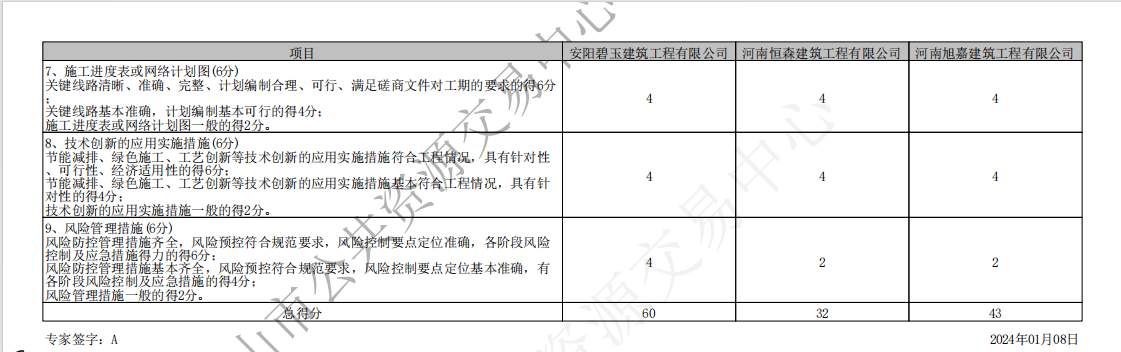 项目 安阳碧玉建筑工程有限公司 河南恒森建筑工程有限公司 河南旭嘉建筑工程有限公司
7、施工进度表或网络计划图(6分)
关键线路清晰、准确、完整、计划编制合理、可行、满足磋商文件对工期的要求的得6分
;
关键线路基本准确，计划编制基本可行的得4分；
施工进度表或网络计划图一般的得2分。
4 4 4
8、技术创新的应用实施措施(6分)
节能减排、绿色施工、工艺创新等技术创新的应用实施措施符合工程情况，具有针对性
、可行性、经济适用性的得6分；
节能减排、绿色施工、工艺创新等技术创新的应用实施措施基本符合工程情况，具有针
对性的得4分；
技术创新的应用实施措施一般的得2分。
4 4 4
9、风险管理措施(6分)
风险防控管理措施齐全，风险预控符合规范要求，风险控制要点定位准确，各阶段风险
控制及应急措施得力的得6分；
风险防控管理措施基本齐全，风险预控符合规范要求，风险控制要点定位基本准确，有
各阶段风险控制及应急措施的得4分；
风险管理措施一般的得2分。
4 2 2
总得分 60 32 43
专家签字：A 2024年01月08日
山市公共资源交易中心
资源交易中心